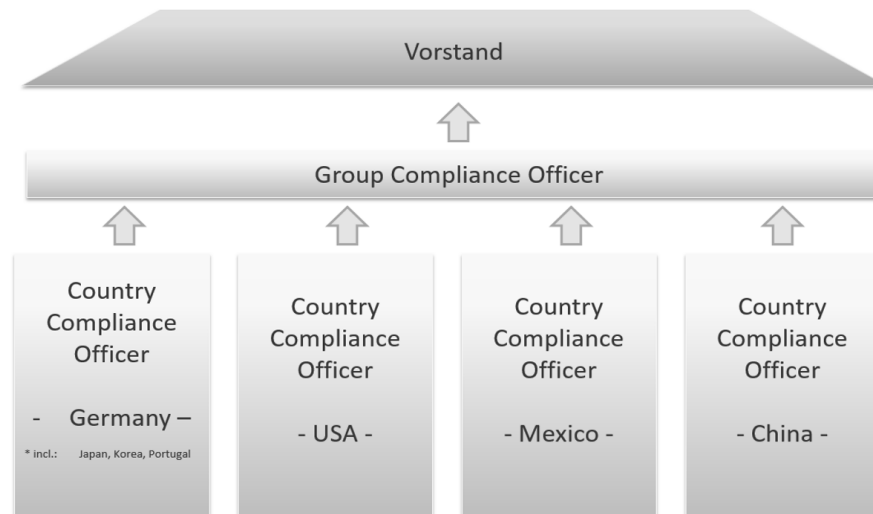 Vorstand
Group Compliance Officer
Country
Compliance
Officer
- Germany –
* incl.: Japan, Korea, Portugal
Country
Compliance
Officer
- USA -
Country
Compliance
Officer
- Mexico -
Country
Compliance
Officer
- China -